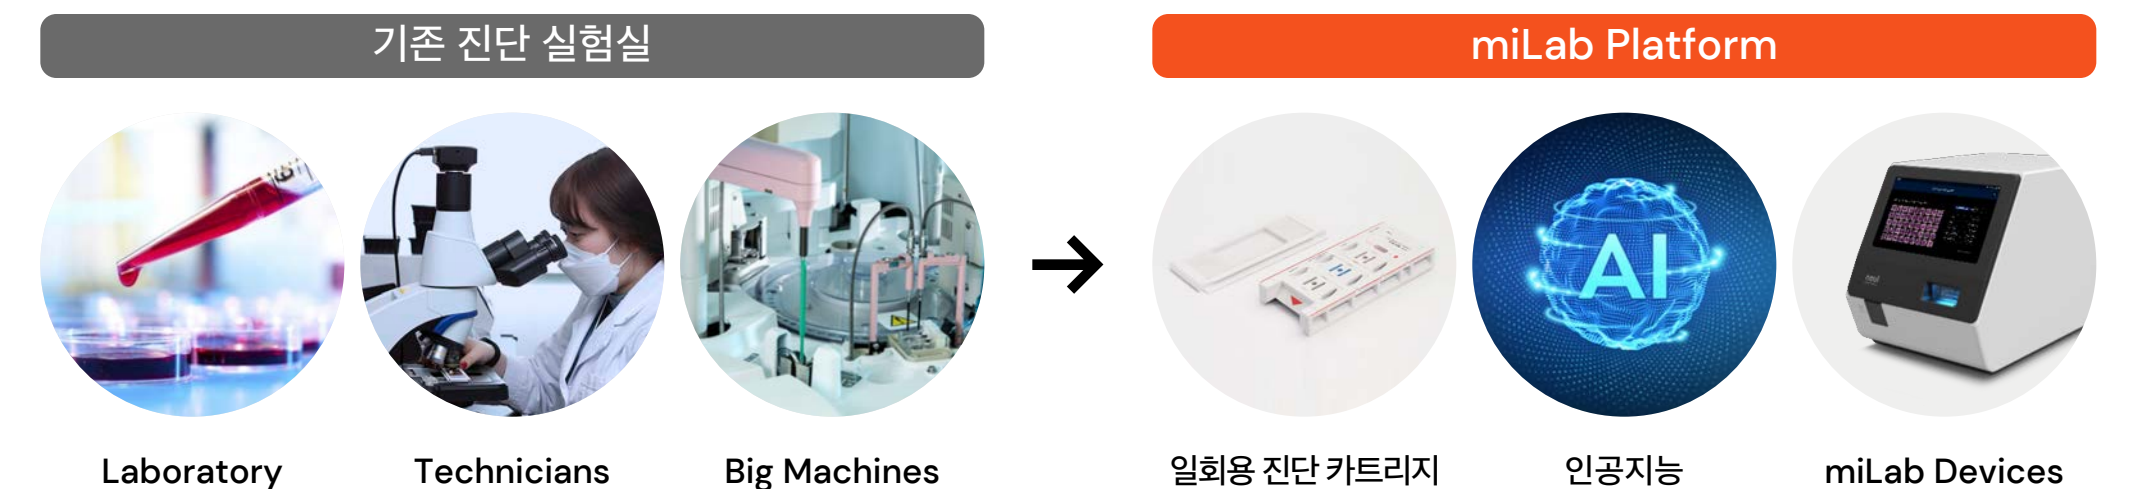 기존 진단 실험실
miLab Platform
AI
Laboratory
Technicians
Big Machines
일회용 진단 카트리지
인공지능
miLab Devices